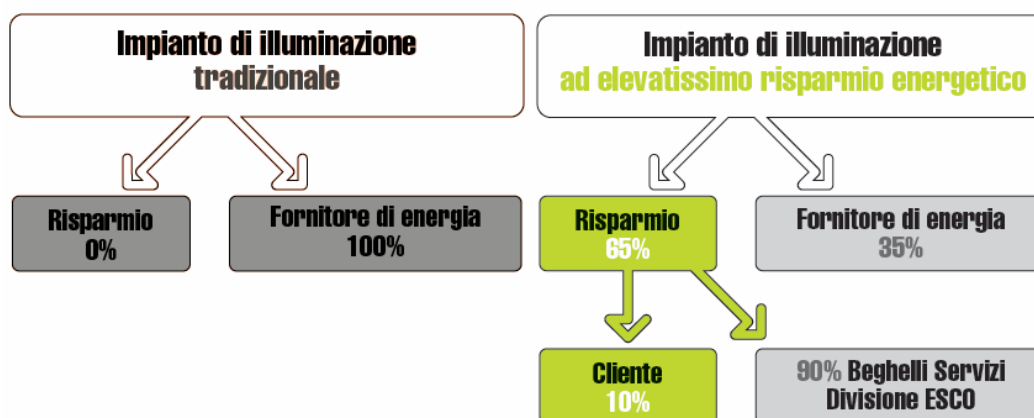 Impianto di illuminazione
tradizionale
Risparmio
0%
Fornitore di energia
100%
Impianto di illuminazione
ad elevatissimo risparmio energetico
Risparmio
65%
Fornitore di energia
35%
Cliente
10%
90% Beghelli Servizi
Divisione ESCO